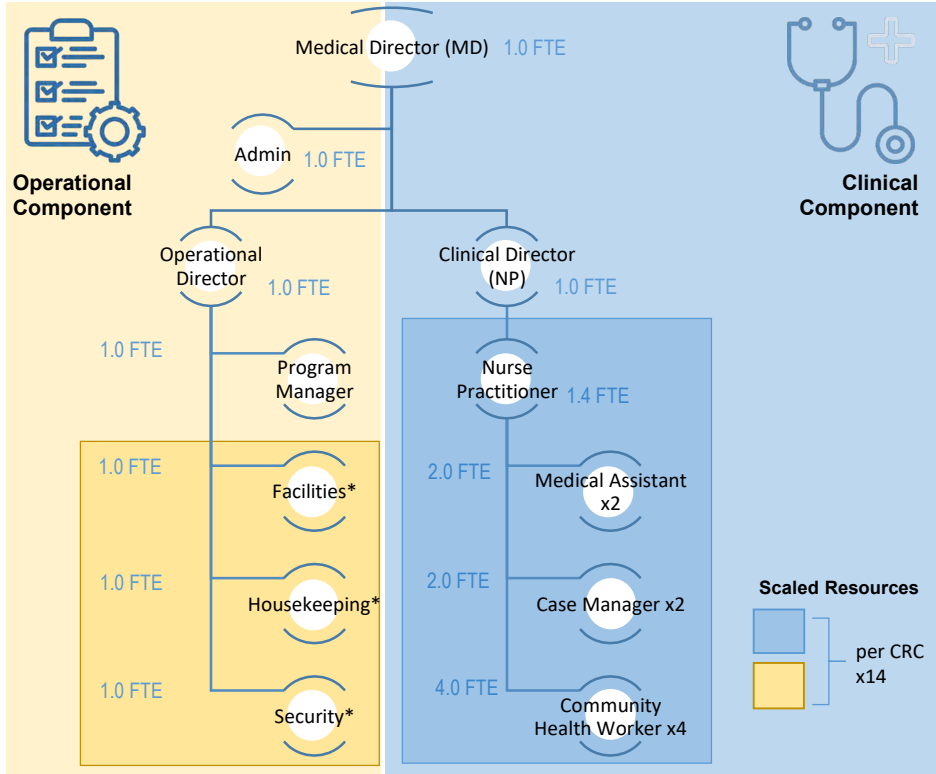 Medical Director (MD)
1.0 FTE
Admin
1.0 FTE
Operational
Component
Clinical
Component
Operational
Director
1.0 FTE
Clinical Director
(NP)
1.0 FTE
1.0 FTE
Program
Manager
Nurse
Practitioner
1.4 FTE
1.0 FTE
Facilities*
2.0 FTE
Medical Assistant
x2
1.0 FTE
Housekeeping*
2.0 FTE
Case Manager x2
1.0 FTE
Security*
4.0 FTE
Community
Health Worker x4
Scaled Resources
per CRC
x14